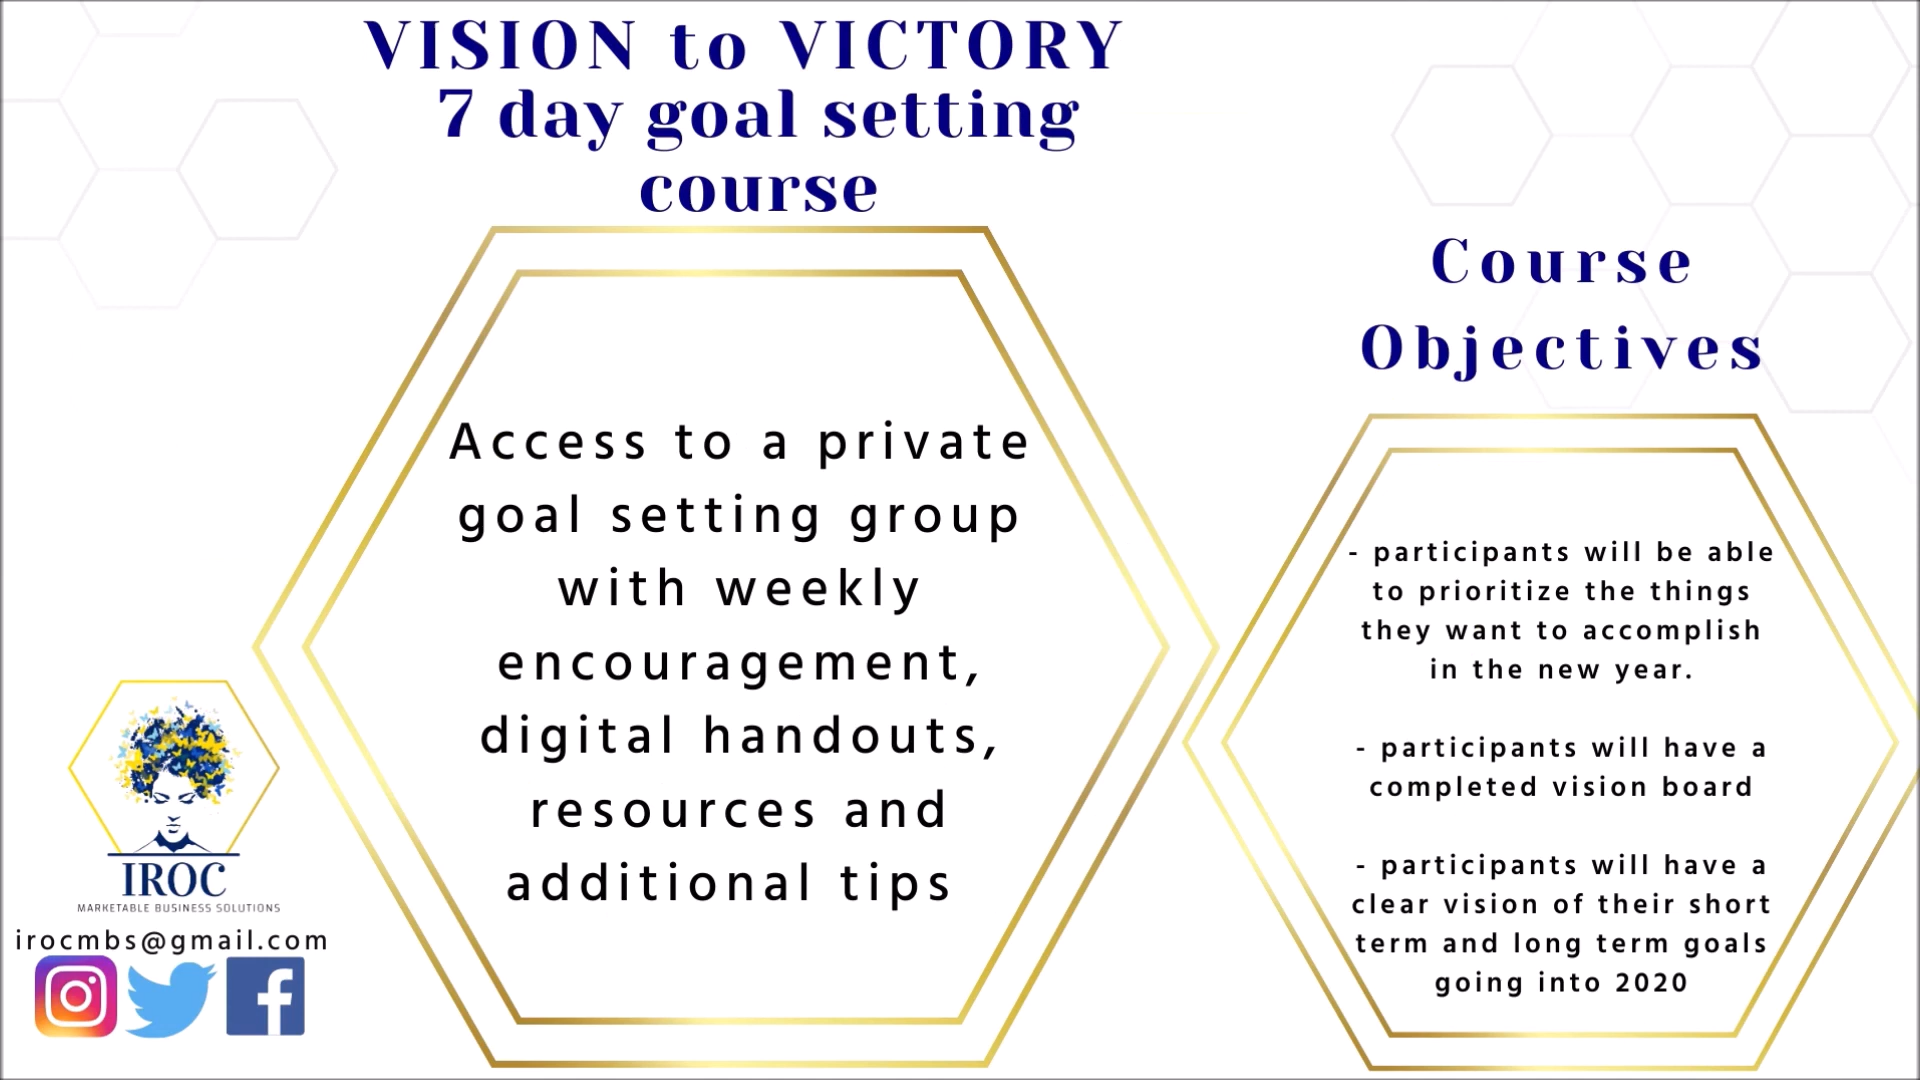 VISION to VICTORY
7 day goal setting
course
Access to a private
goal setting group
with weekly
encouragement,
digital handouts,
resources and
additional tips
Course
Objectives
- participants will be able
to prioritize the things
they want to accomplish
in the new year.
- participants will have a
completed vision board
- participants will have a
clear vision of their short
term and long term goals
going into 2020
IROC
MARKETABLE BUSINESS SOLUTIONS
irocmbs@gmail.com